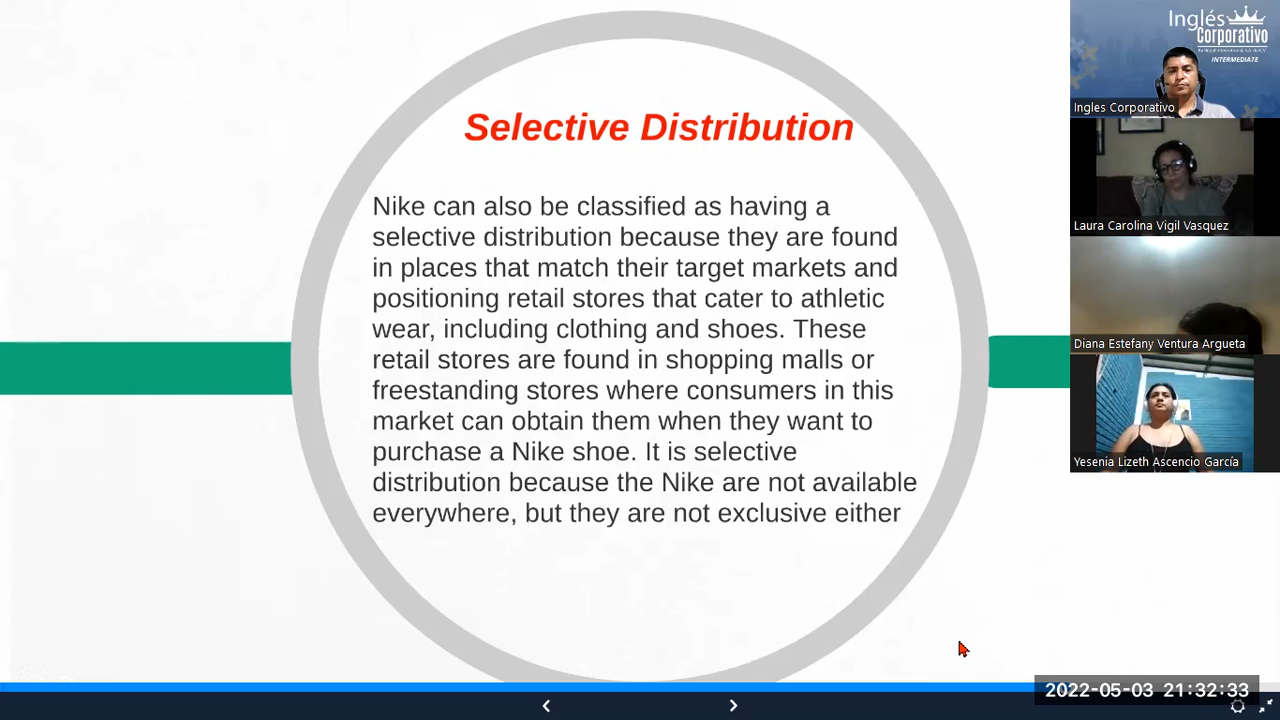 Selective Distribution
Nike can also be classified as having a
selective distribution because they are found
in places that match their target markets and
positioning retail stores that cater to athletic
wear, including clothing and shoes. These
retail stores are found in shopping malls or
freestanding stores where consumers in this
market can obtain them when they want to
purchase a Nike shoe. It is selective
distribution because the Nike are not available
everywhere, but they are not exclusive either
Inglés
Corporativo
INTERMEDIATE
Ingles Corporativo
Laura Carolina Vigil Vasquez
Diana Estefany Ventura Argueta
Yesenia Lizeth Ascencio García
2022-05-03 21:32:33